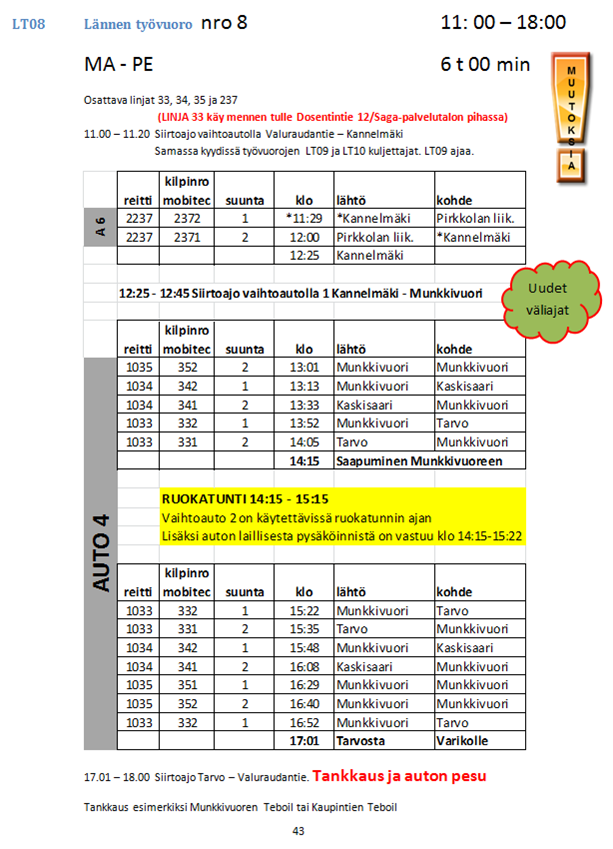 LT08 Lännen työvuoro nro 8 11: 00 – 18:00
MA - PE 6 t 00 min
MUUTOKSIA
Osattava linjat 33, 34, 35 ja 237
(LINJA 33 käy mennen tulle Dosentintie 12/Saga-palvelutalon pihassa)
11.00 – 11.20 Siirtoajo vaihtoautolla Valuraudantie – Kannelmäki
Samassa kyydissä työvuorojen LT09 ja LT10 kuljettajat. LT09 ajaa.
A 6
kilpinro
reitti mobitec suunta klo lähtö kohde
2237 2372 1 *11:29 *Kannelmäki Pirkkolan liik.
2237 2371 2 12:00 Pirkkolan liik. *Kannelmäki
12:25 Kannelmäki
12:25 - 12:45 Siirtoajo vaihtoautolla 1 Kannelmäki - Munkkivuori
Uudet
väliajat
AUTO 4
kilpinro
reitti mobitec suunta klo lähtö kohde
1035 352 2 13:01 Munkkivuori Munkkivuori
1034 342 1 13:13 Munkkivuori Kaskisaari
1034 341 2 13:33 Kaskisaari Munkkivuori
1033 332 1 13:52 Munkkivuori Tarvo
1033 331 2 14:05 Tarvo Munkkivuori
14:15 Saapuminen Munkkivuoreen
RUOKATUNTI 14:15 - 15:15
Vaihtoauto 2 on käytettävissä ruokatunnin ajan
Lisäksi auton laillisesta pysäköinnistä on vastuu klo 14:15-15:22
kilpinro
reitti mobitec suunta klo lähtö kohde
1033 332 1 15:22 Munkkivuori Tarvo
1033 331 2 15:35 Tarvo Munkkivuori
1034 342 1 15:48 Munkkivuori Kaskisaari
1034 341 2 16:08 Kaskisaari Munkkivuori
1035 351 1 16:29 Munkkivuori Munkkivuori
1035 352 2 16:40 Munkkivuori Munkkivuori
1033 332 1 16:52 Munkkivuori Tarvo
17:01 Tarvosta Varikolle
17.01 – 18.00 Siirtoajo Tarvo – Valuraudantie. Tankkaus ja auton pesu
Tankkaus esimerkiksi Munkkivuoren Teboil tai Kaupintien Teboil
43